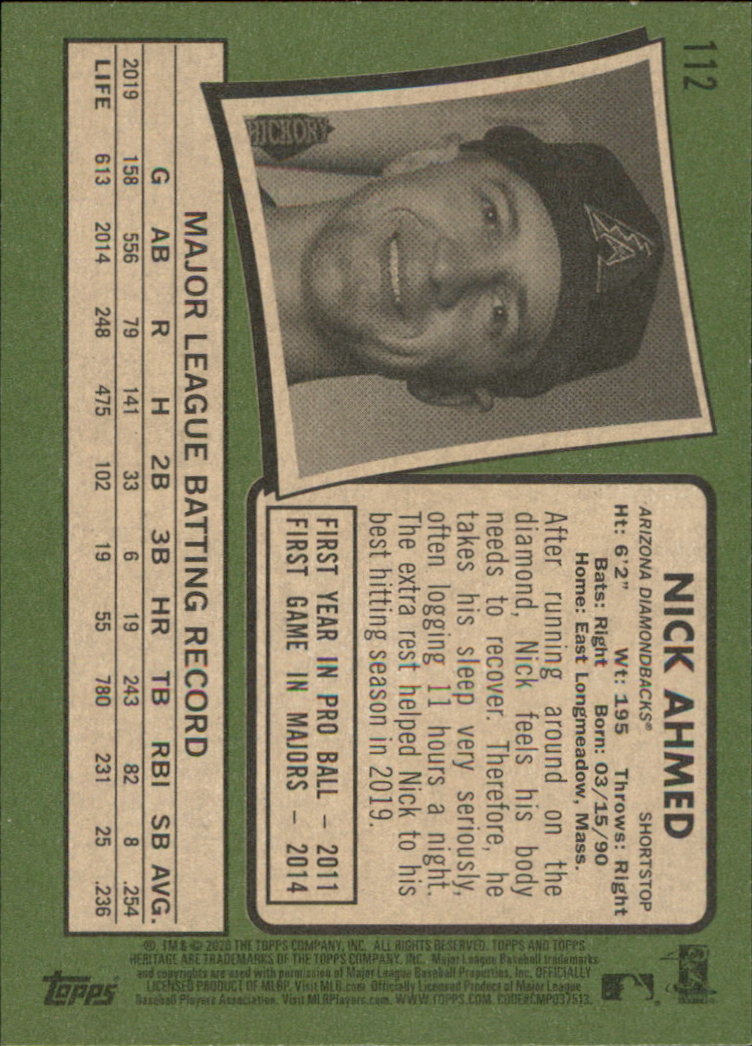 112
HICKORY
NICK AHMED
ARIZONA DIAMONDBACKS® SHORTSTOP
Ht: 6'2" Wt: 195 Throws: Right
Bats: Right Born: 03/15/90
Home: East Longmeadow, Mass.
After running around on the
diamond, Nick feels his body
needs to recover. Therefore, he
takes his sleep very seriously,
often logging 11 hours a night.
The extra rest helped Nick to his
best hitting season in 2019.
FIRST YEAR IN PRO BALL – 2011
FIRST GAME IN MAJORS – 2014
MAJOR LEAGUE BATTING RECORD
G AB R H 2B 3B HR TB RBI SB AVG.
2019 158 556 79 141 33 6 19 243 82 8 .254
LIFE 613 2014 248 475 102 19 55 780 231 25 .236
®, TM & © 2020 THE TOPPS COMPANY, INC. ALL RIGHTS RESERVED. TOPPS AND TOPPS
HERITAGE ARE TRADEMARKS OF THE TOPPS COMPANY, INC. Major League Baseball trademarks
and copyrights are used with permission of Major League Baseball Properties, Inc. OFFICIALLY
LICENSED PRODUCT OF MLBP. Visit MLB.com. Officially Licensed Product of Major League
Baseball Players Association. Visit MLBPlayers.com. WWW.TOPPS.COM. CODE#CMP037513.
topps